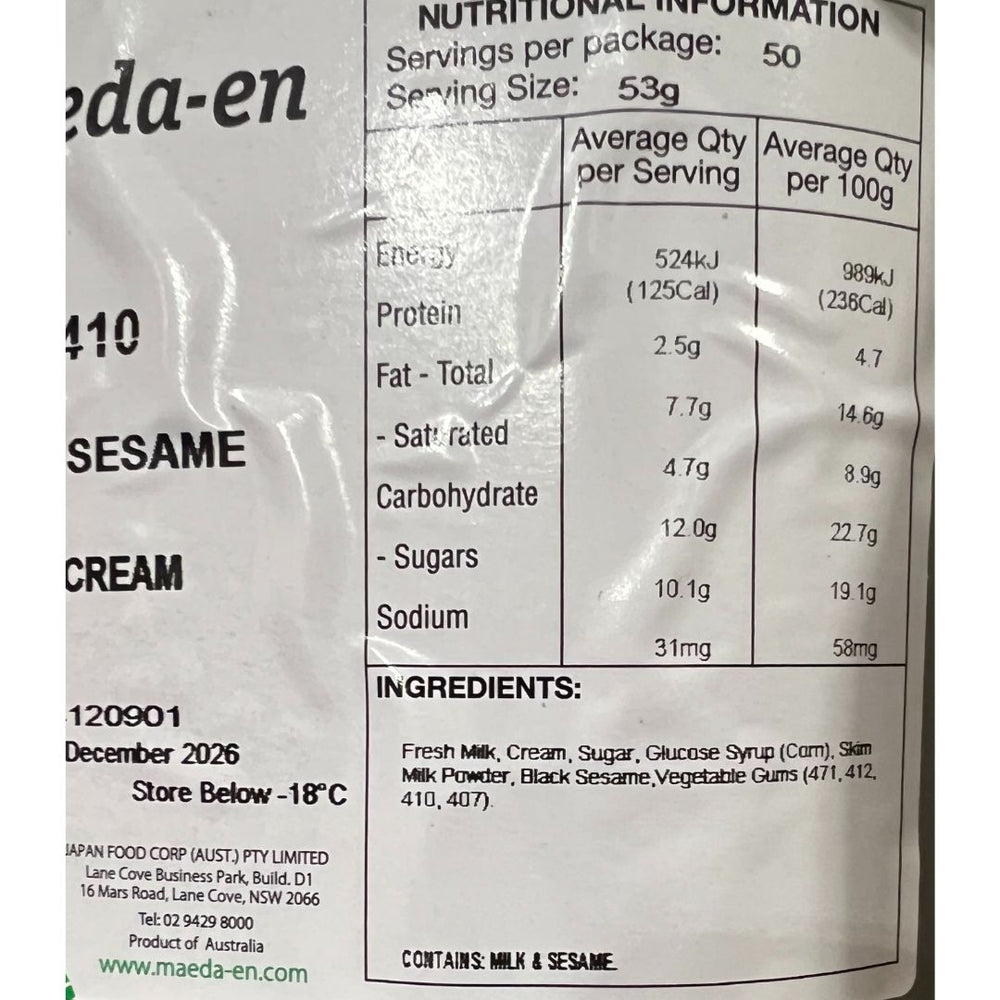 eda-en
410
SESAME
CREAM
120901
December 2026
Store Below -18°C
JAPAN FOOD CORP (AUST.) PTY LIMITED
Lane Cove Business Park, Build. D1
16 Mars Road, Lane Cove, NSW 2066
Tel: 02 9429 8000
Product of Australia
www.maeda-en.com
NUTRITIONAL INFORMATION
Servings per package: 50
Serving Size: 53g
Average Qty per Serving Average Qty per 100g
Energy 524kJ 989kJ
(125Cal) (236Cal)
Protein 2.5g 4.7
Fat - Total 7.7g 14.6g
- Saturated 4.7g 8.9g
Carbohydrate 12.0g 22.7g
- Sugars 10.1g 19.1g
Sodium 31mg 58mg
INGREDIENTS:
Fresh Milk, Cream, Sugar, Glucose Syrup (Corn), Skim
Milk Powder, Black Sesame, Vegetable Gums (471, 412,
410, 407).
CONTAINS: MILK & SESAME